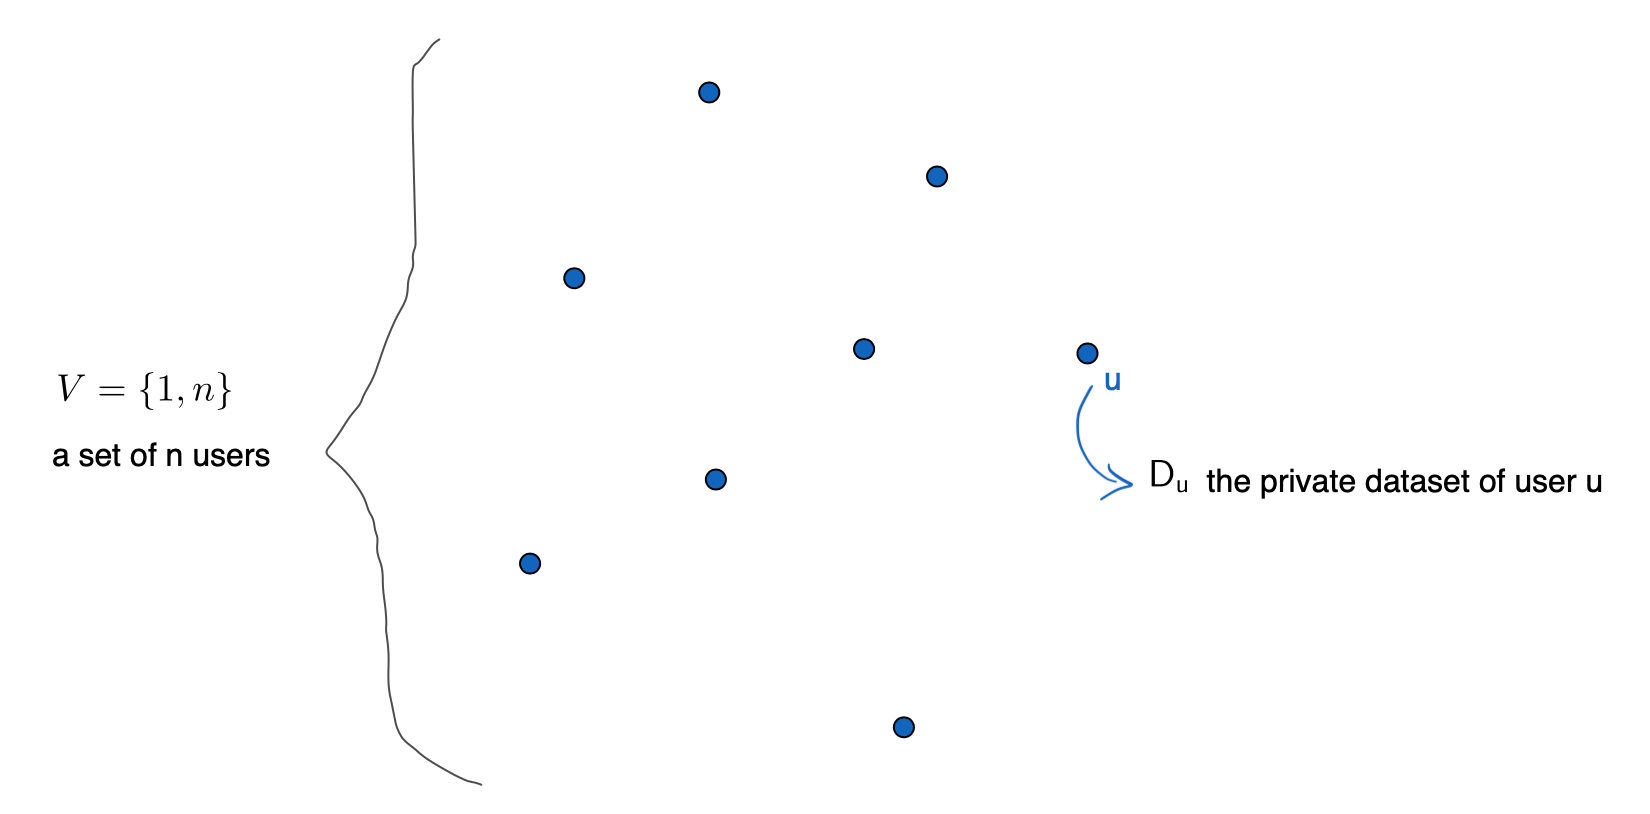 V = {1, n}
a set of n users
u
D_u the private dataset of user u